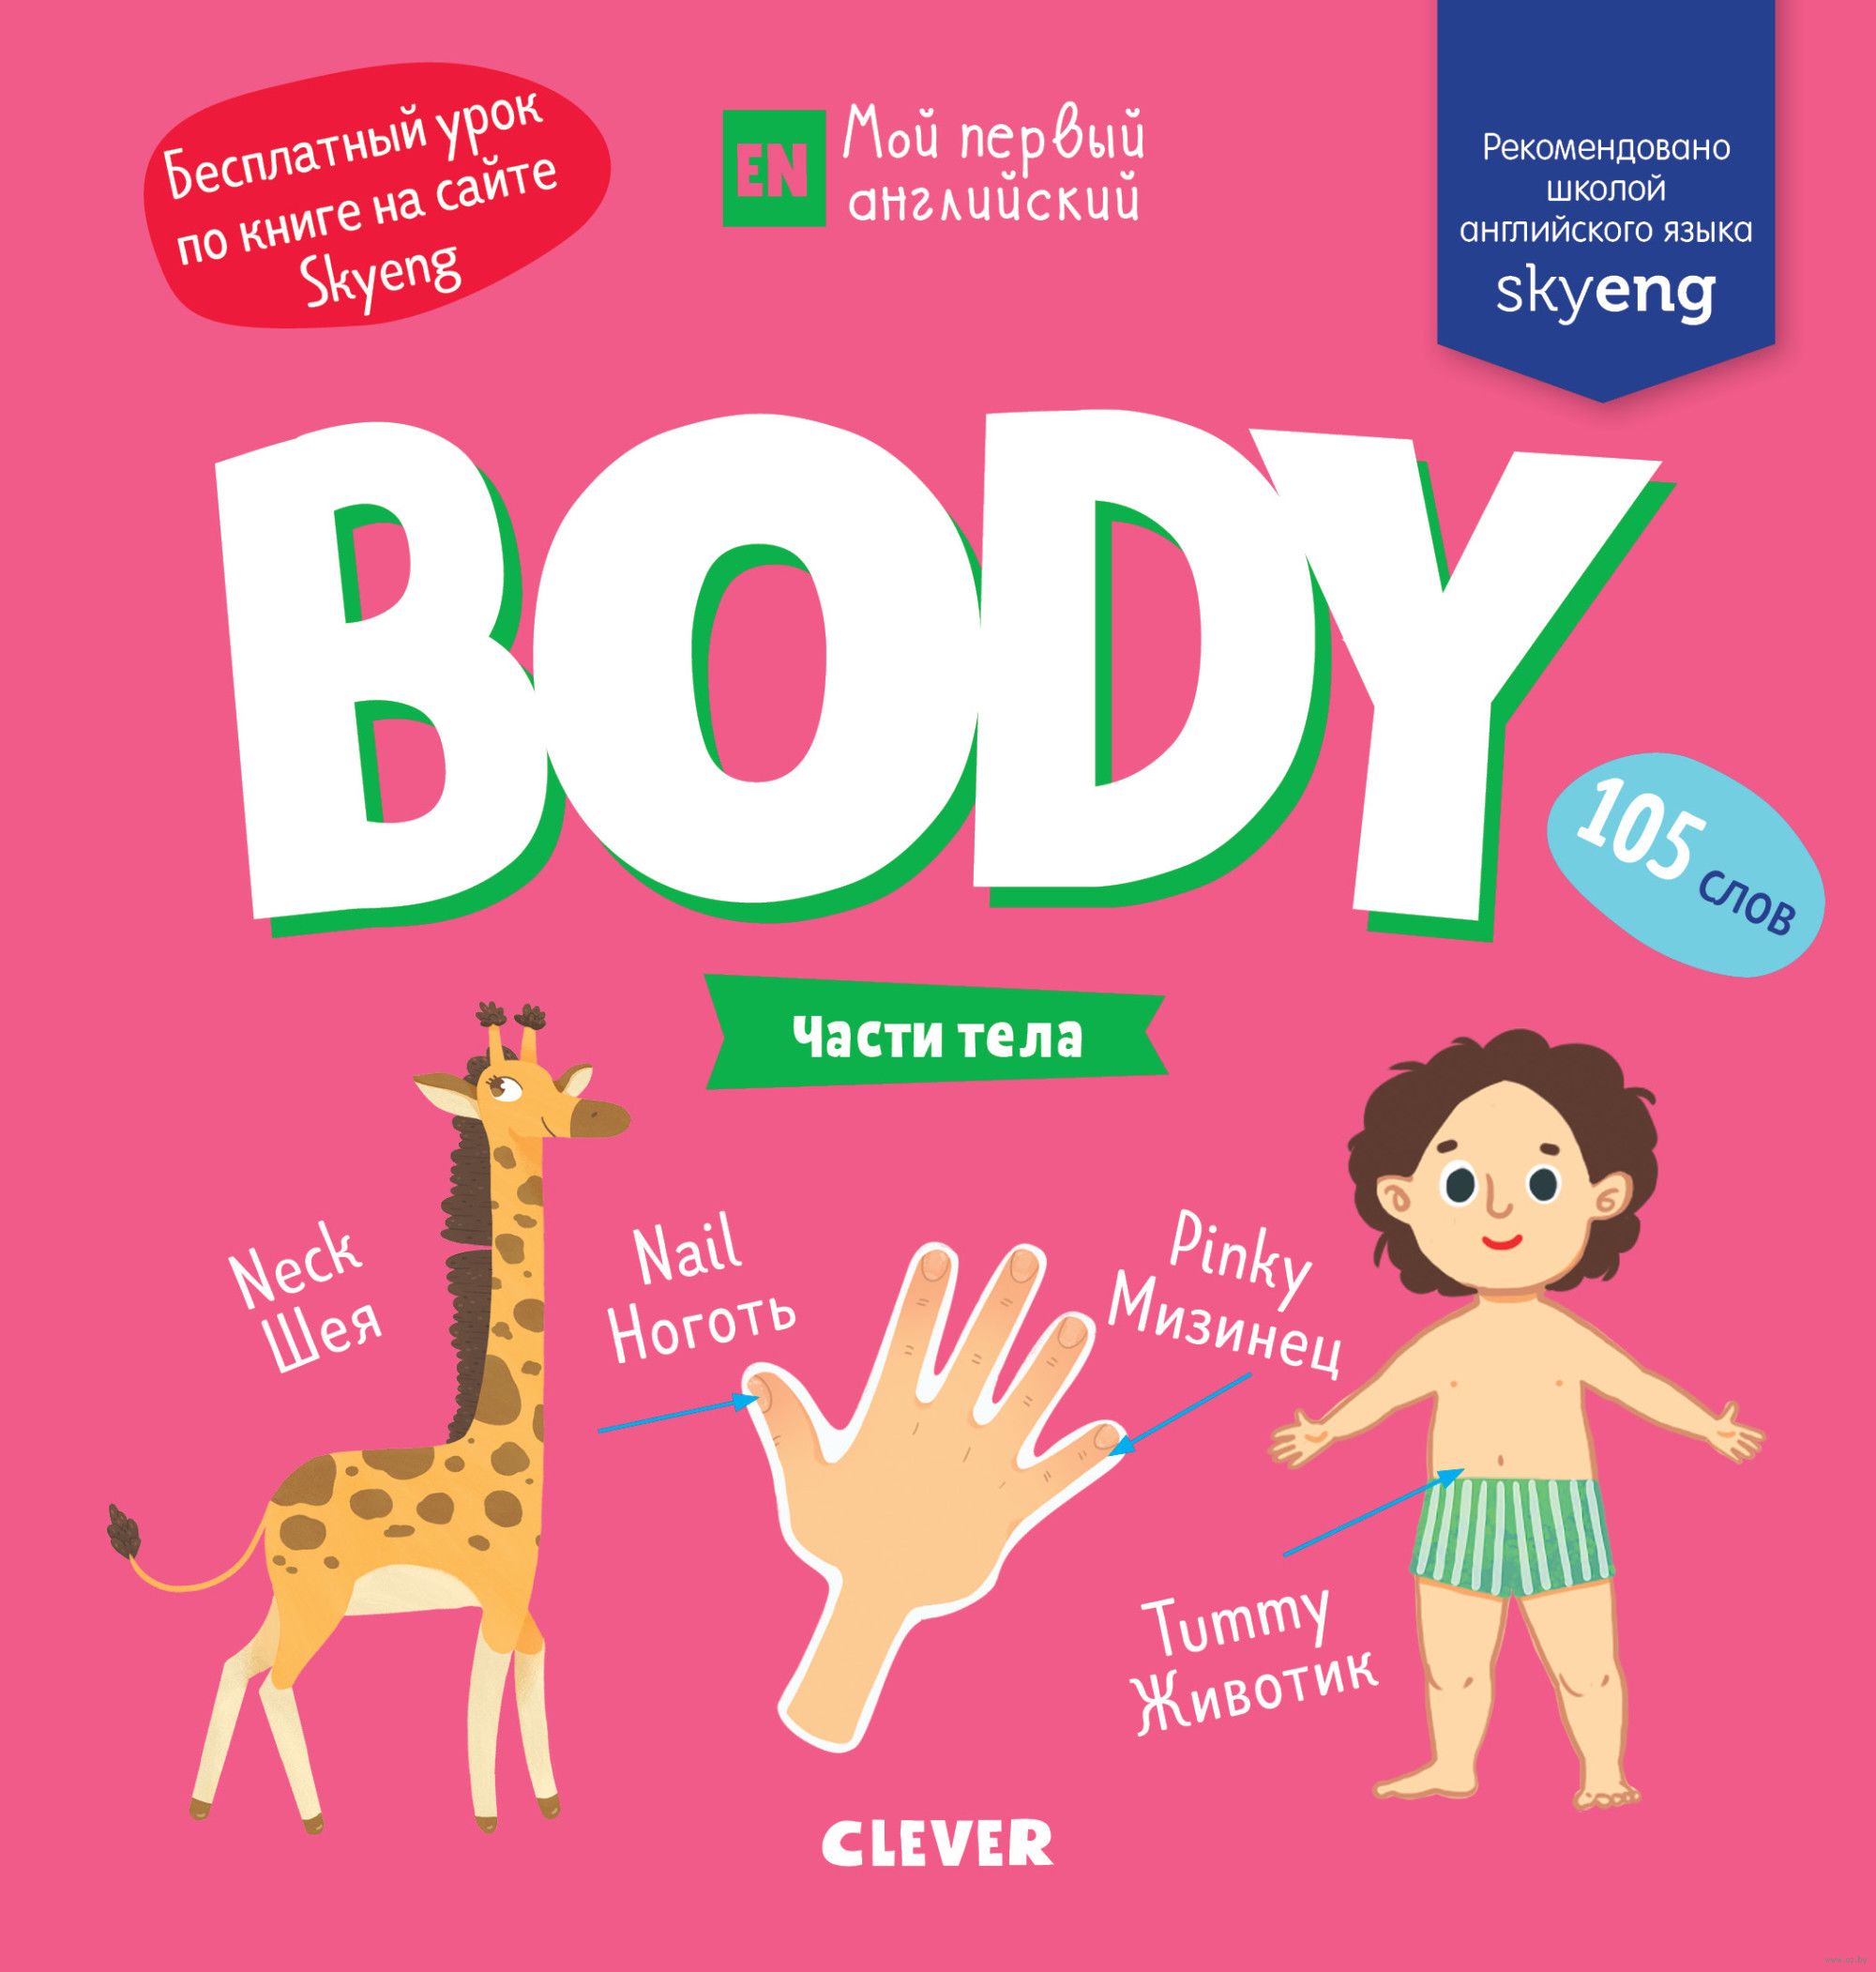 Бесплатный урок
по книге на сайте
Skyeng
EN
Мой первый
английский
Рекомендовано
школой
английского языка
skyeng
BODY
105 слов
Части тела
Neck
Шея
Nail
Ноготь
Pinky
Мизинец
Tummy
Животик
CLEVER